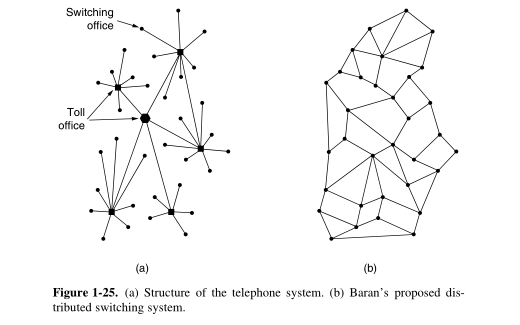 Switching
office
Toll
office
(a)
(b)
Figure 1-25. (a) Structure of the telephone system. (b) Baran’s proposed dis-
tributed switching system.